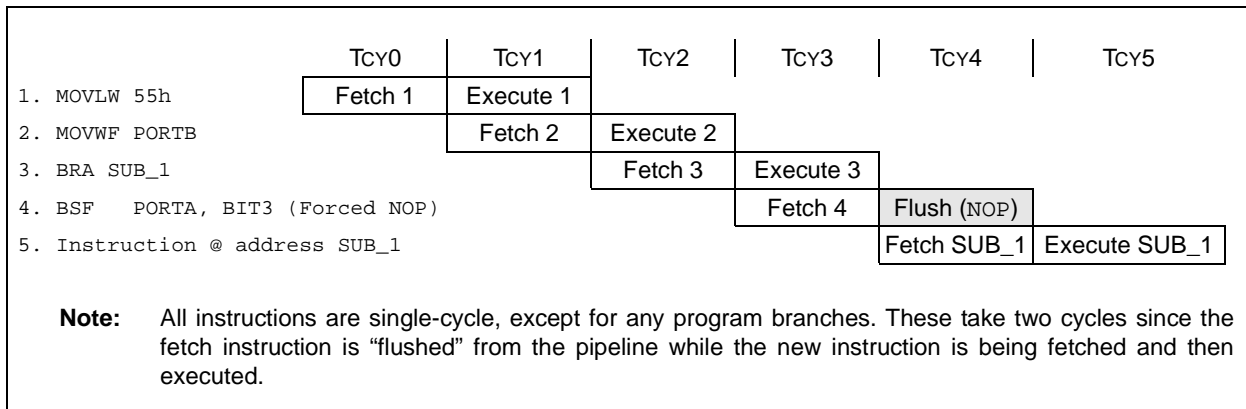 TCY0 TCY1 TCY2 TCY3 TCY4 TCY5
1. MOVLW 55h Fetch 1 Execute 1
2. MOVWF PORTB Fetch 2 Execute 2
3. BRA SUB_1 Fetch 3 Execute 3
4. BSF PORTA, BIT3 (Forced NOP) Fetch 4 Flush (NOP)
5. Instruction @ address SUB_1 Fetch SUB_1 Execute SUB_1
Note: All instructions are single-cycle, except for any program branches. These take two cycles since the
fetch instruction is “flushed” from the pipeline while the new instruction is being fetched and then
executed.